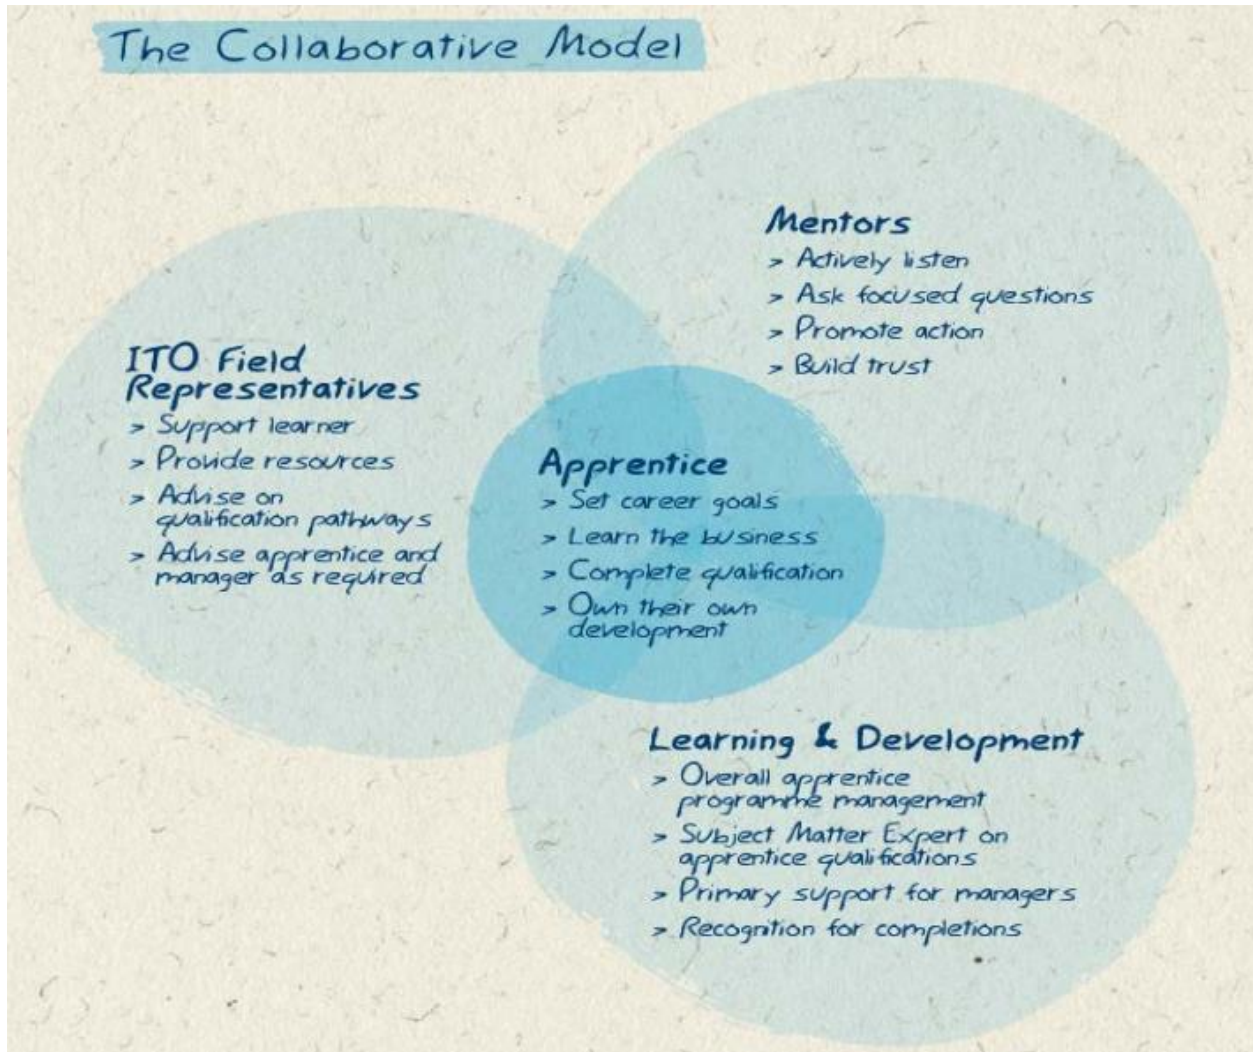 The Collaborative Model
Mentors
> Actively listen
> Ask focused questions
> Promote action
> Build trust
ITO Field
Representatives
> Support learner
> Provide resources
> Advise on
qualification pathways
> Advise apprentice and
manager as required
Apprentice
> Set career goals
> Learn the business
> Complete qualification
> Own their own
development
Learning & Development
> Overall apprentice
programme management
> Subject Matter Expert on
apprentice qualifications
> Primary support for managers
> Recognition for completions